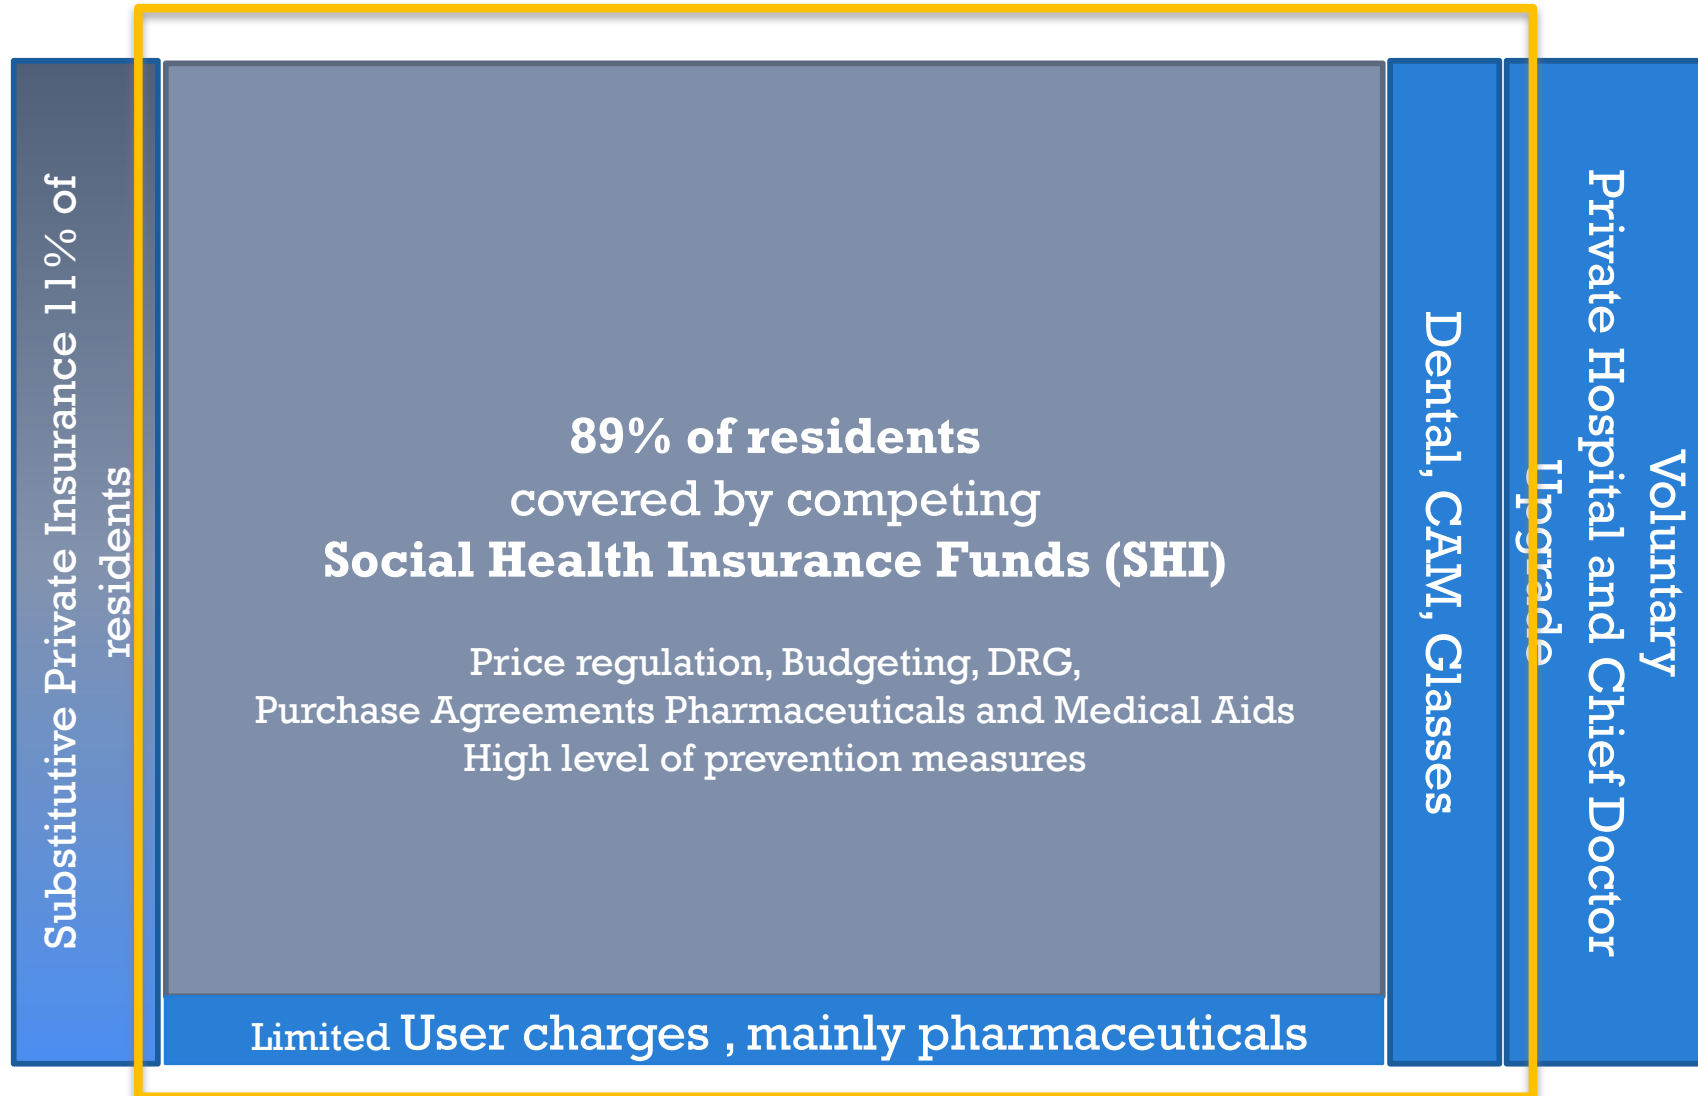 Substitutive Private Insurance 11% of
residents
89% of residents
covered by competing
Social Health Insurance Funds (SHI)
Price regulation, Budgeting, DRG,
Purchase Agreements Pharmaceuticals and Medical Aids
High level of prevention measures
Limited User charges , mainly pharmaceuticals
Dental, CAM, Glasses
Voluntary
Private Hospital and Chief Doctor
Upgrade